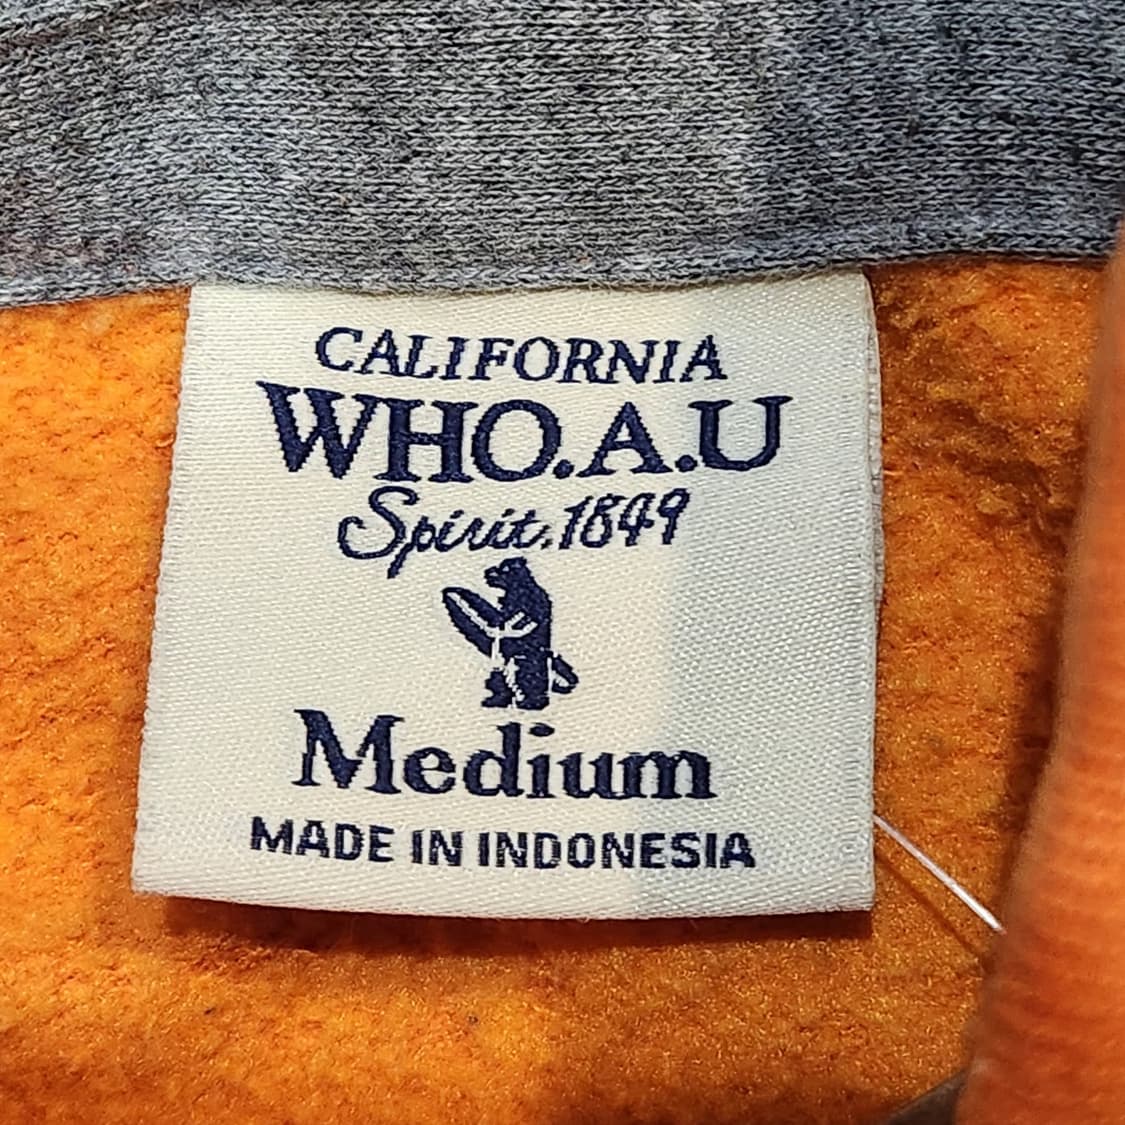 CALIFORNIA
WHO.A.U
Spirit.1849
Medium
MADE IN INDONESIA